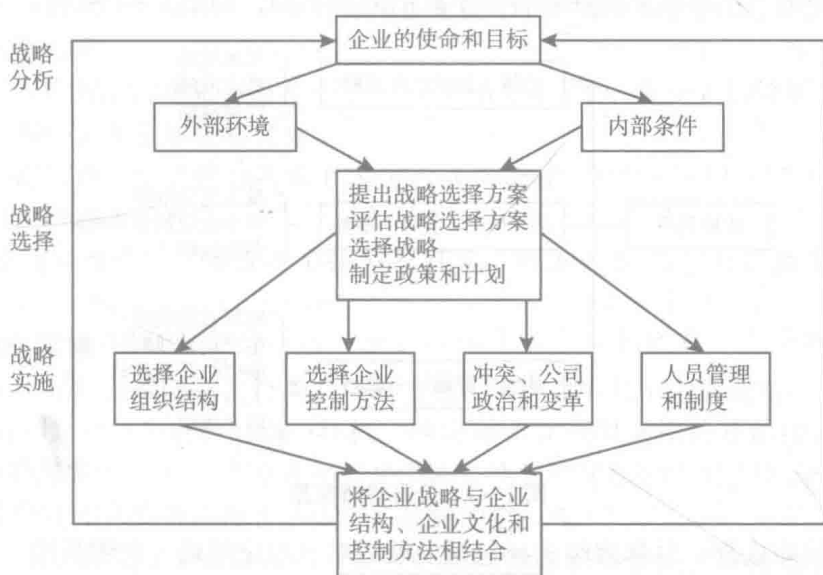 企业的使命和目标
战略
分析
外部环境
内部条件
提出战略选择方案
评估战略选择方案
选择战略
制定政策和计划
战略
选择
战略
实施
选择企业
组织结构
选择企业
控制方法
冲突、公司
政治和变革
人员管理
和制度
将企业战略与企业
结构、企业文化和
控制方法相结合